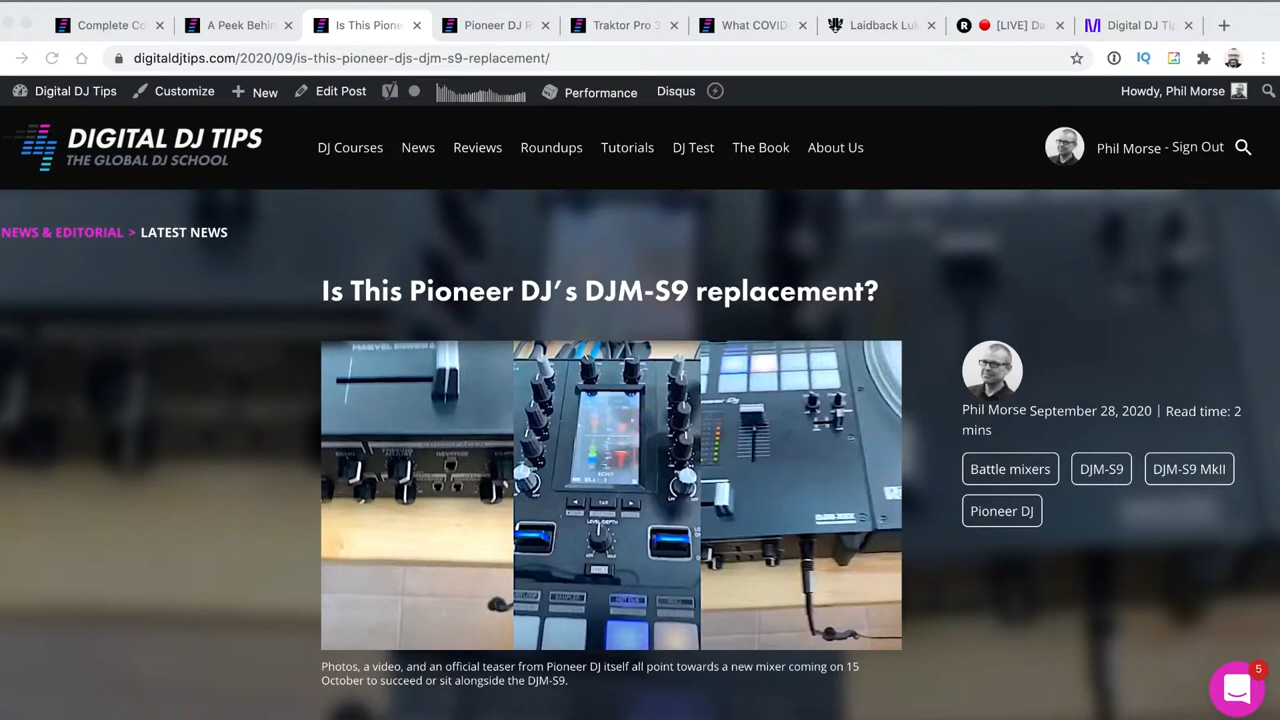 Complete Co
A Peek Behin
Is This Pione
Pioneer DJ R
Traktor Pro 3
What COVID
Laidback Luk
[LIVE] Da
Digital DJ Tip
digitaldjtips.com/2020/09/is-this-pioneer-djs-djm-s9-replacement/
Digital DJ Tips Customize New Edit Post Performance Disqus Howdy, Phil Morse
DIGITAL DJ TIPS
THE GLOBAL DJ SCHOOL
DJ Courses News Reviews Roundups Tutorials DJ Test The Book About Us
Phil Morse - Sign Out
NEWS & EDITORIAL > LATEST NEWS
Is This Pioneer DJ's DJM-S9 replacement?
Phil Morse September 28, 2020 | Read time: 2
mins
Battle mixers DJM-S9 DJM-S9 MkII
Pioneer DJ
LEVEL/DEPTH
HOT CUE
Photos, a video, and an official teaser from Pioneer DJ itself all point towards a new mixer coming on 15
October to succeed or sit alongside the DJM-S9.
5